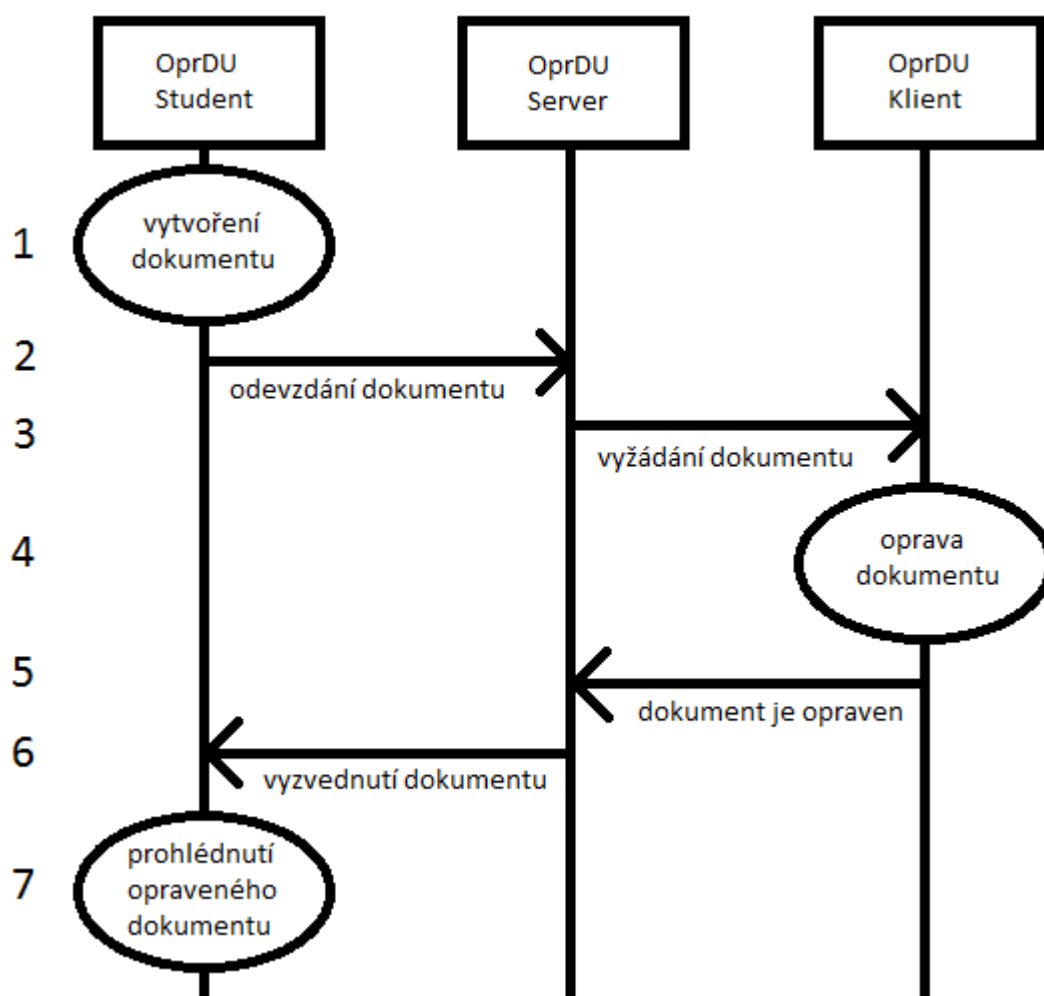 OprDU
Student
OprDU
Server
OprDU
Klient
1
vytvoření
dokumentu
2
odevzdání dokumentu
3
vyžádání dokumentu
4
oprava
dokumentu
5
dokument je opraven
6
vyzvednutí dokumentu
7
prohlédnutí
opraveného
dokumentu